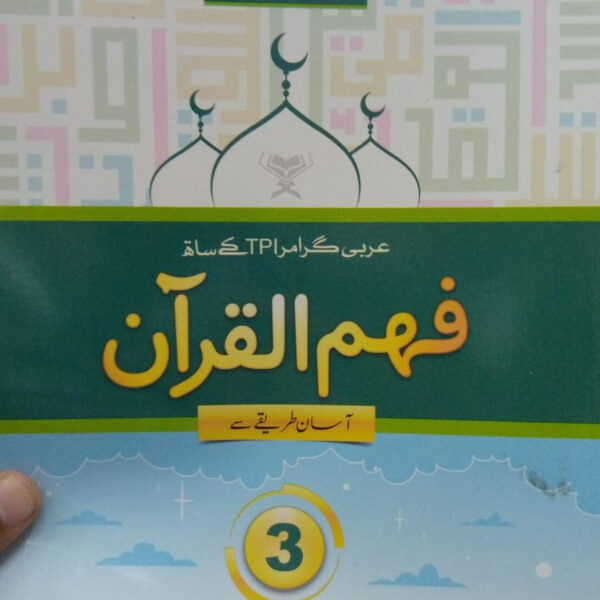 عربی گرامر TPI کے ساتھ
فہم القرآن
آسان طریقے سے
3